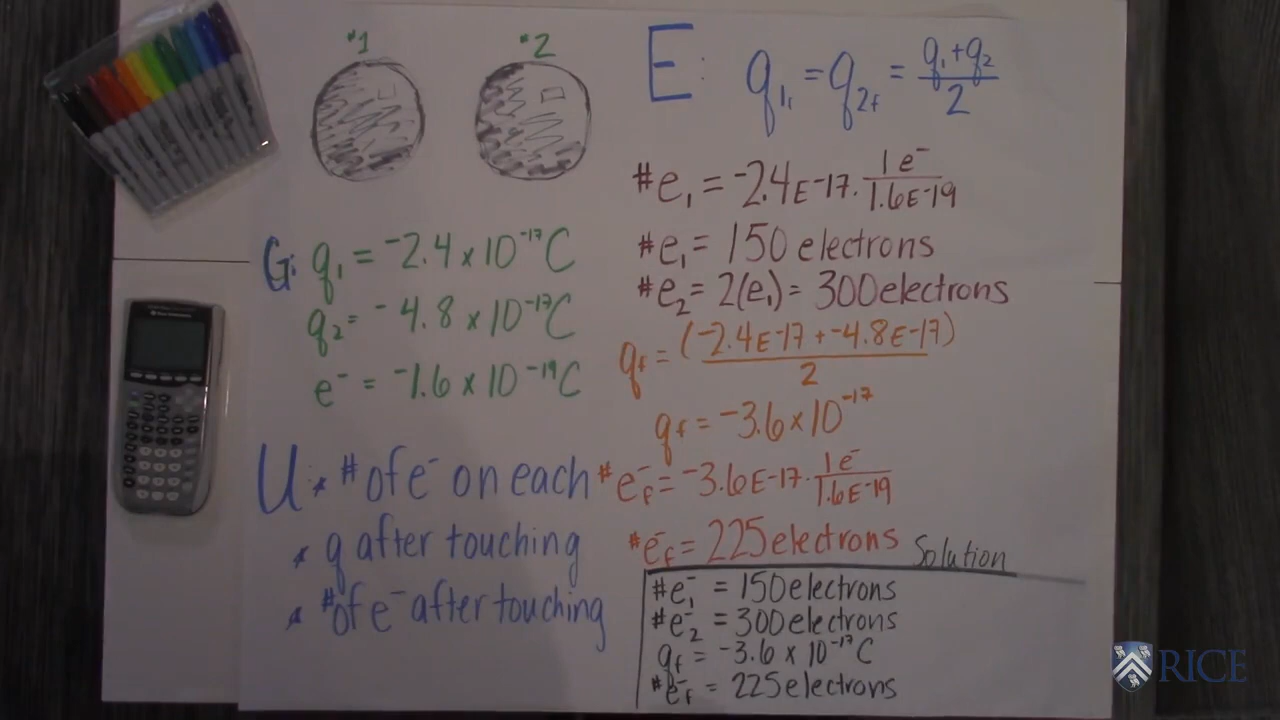 #1
#2
G: q₁ = -2.4 x 10⁻¹⁷ C
q₂ = -4.8 x 10⁻¹⁷ C
e⁻ = -1.6 x 10⁻¹⁹ C
U: * # of e⁻ on each
* q after touching
* # of e⁻ after touching
E: q₁f = q₂f = (q₁+q₂)/2
#e₁ = -2.4E-17 · 1e⁻/1.6E-19
#e₁ = 150 electrons
#e₂ = 2(e₁) = 300 electrons
qf = (-2.4E-17 + -4.8E-17)/2
qf = -3.6 x 10⁻¹⁷
#e⁻f = -3.6E-17 · 1e⁻/1.6E-19
#e⁻f = 225 electrons
Solution
#e⁻₁ = 150 electrons
#e⁻₂ = 300 electrons
qf = -3.6 x 10⁻¹⁷ C
#e⁻f = 225 electrons
RICE